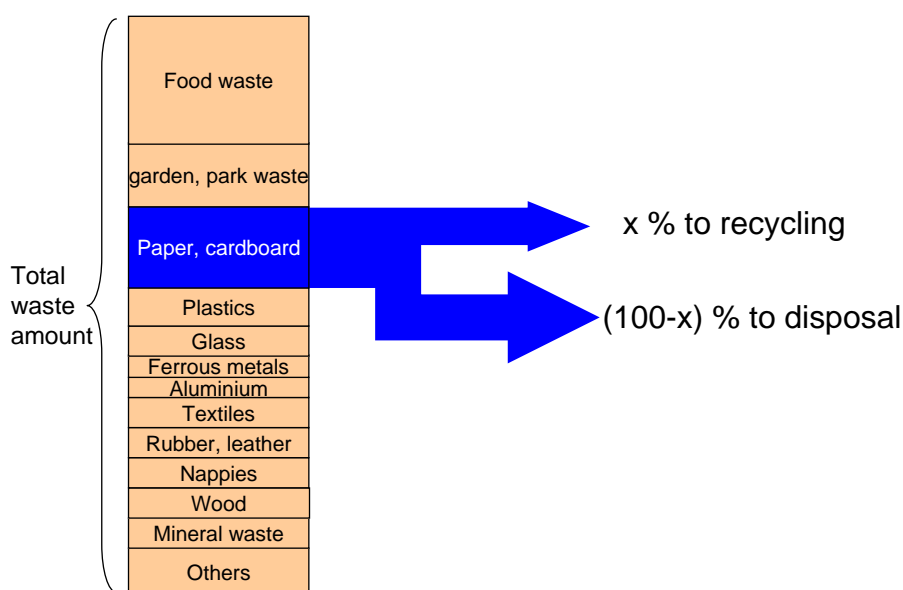 Food waste
garden, park waste
Paper, cardboard
x % to recycling
Total
waste
amount
(100-x) % to disposal
Plastics
Glass
Ferrous metals
Aluminium
Textiles
Rubber, leather
Nappies
Wood
Mineral waste
Others